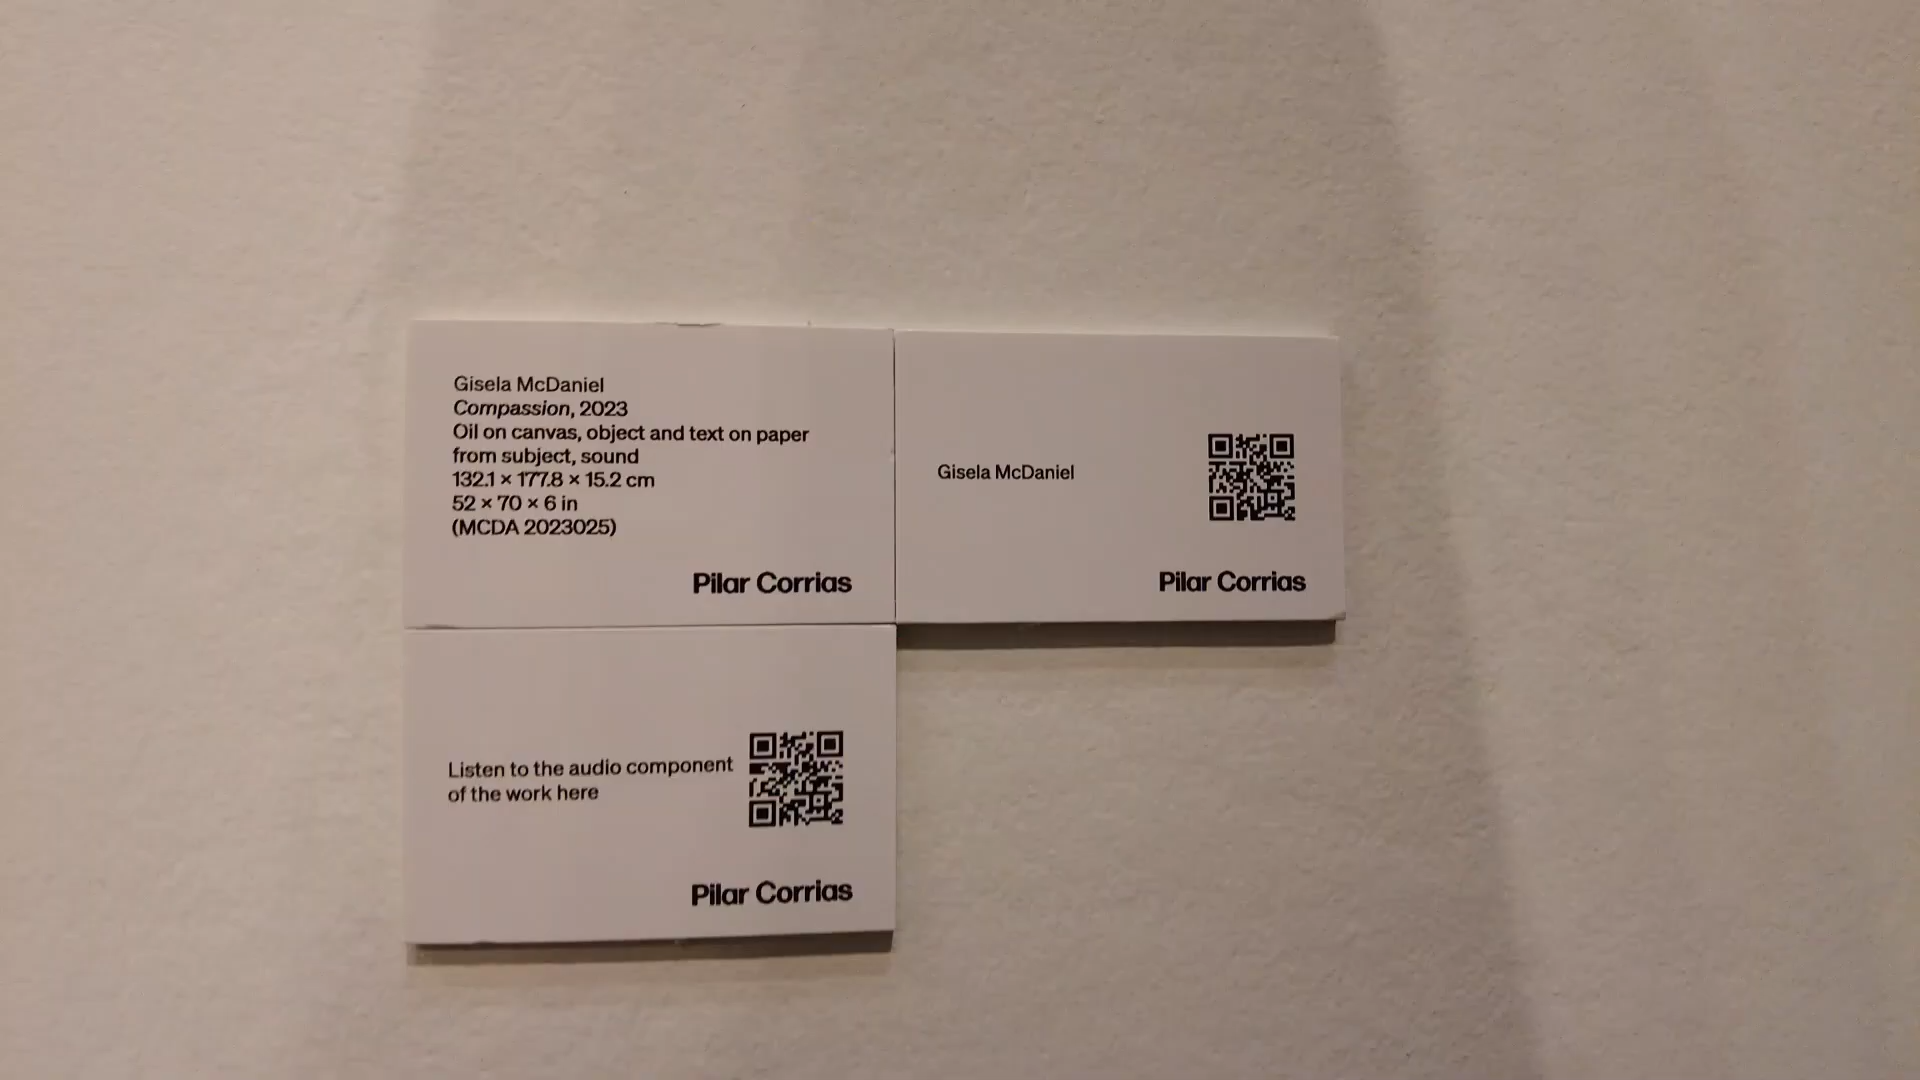 Gisela McDaniel
Compassion, 2023
Oil on canvas, object and text on paper
from subject, sound
132.1 × 177.8 × 15.2 cm
52 × 70 × 6 in
(MCDA 2023025)
Pilar Corrias
Gisela McDaniel
Pilar Corrias
Listen to the audio component
of the work here
Pilar Corrias